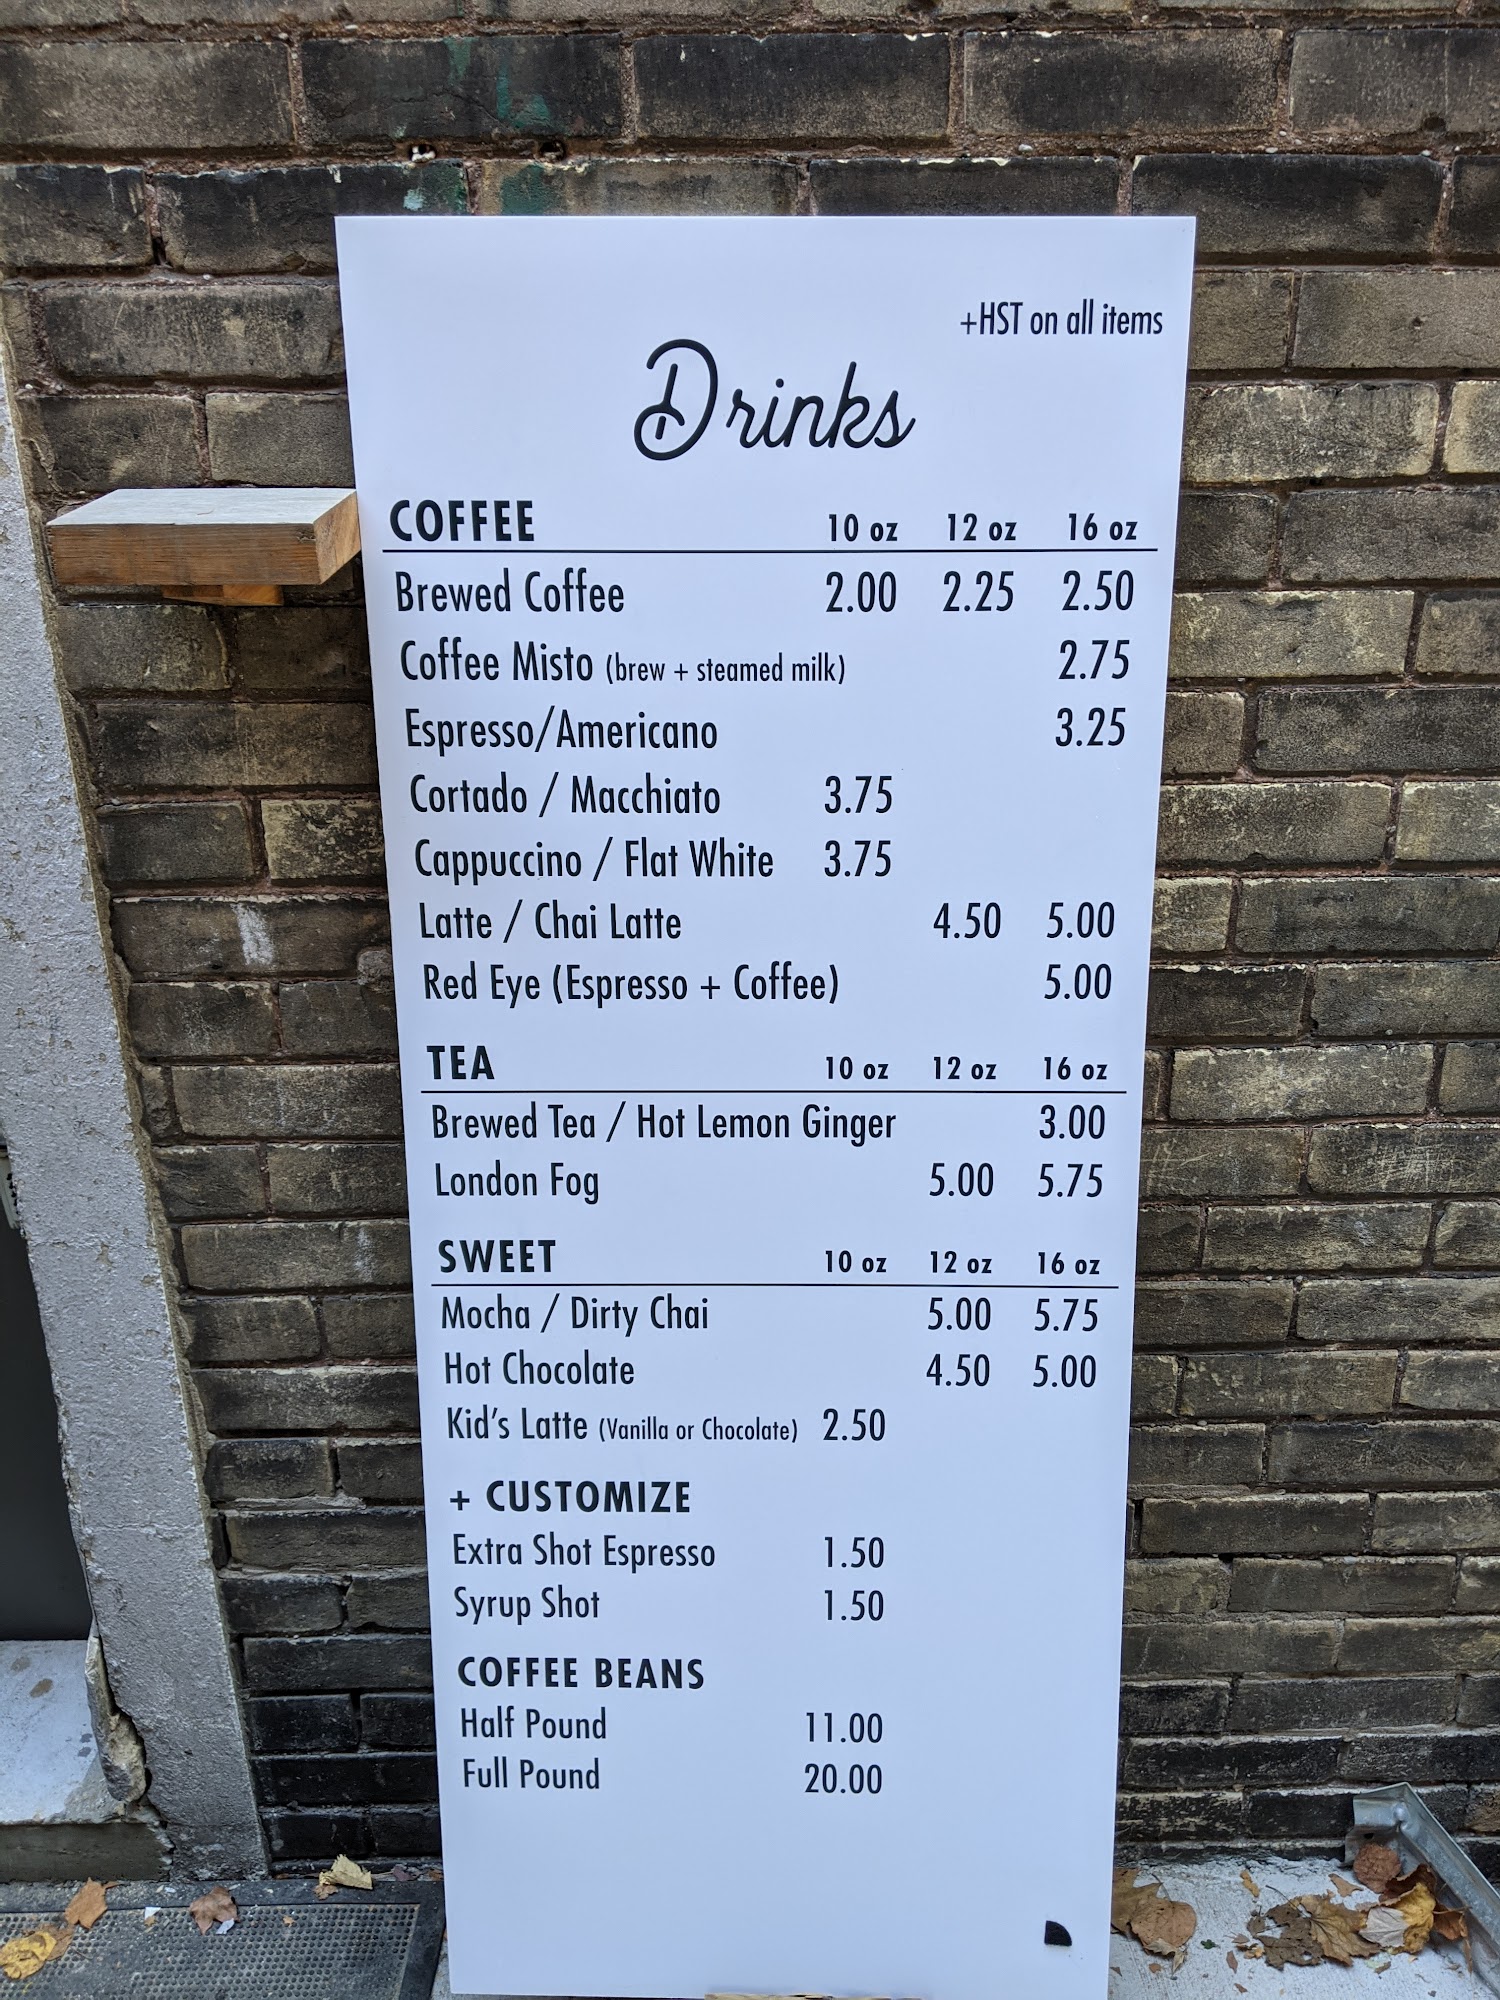 +HST on all items
Drinks
COFFEE 10 oz 12 oz 16 oz
Brewed Coffee 2.00 2.25 2.50
Coffee Misto (brew + steamed milk) 2.75
Espresso/Americano 3.25
Cortado / Macchiato 3.75
Cappuccino / Flat White 3.75
Latte / Chai Latte 4.50 5.00
Red Eye (Espresso + Coffee) 5.00
TEA 10 oz 12 oz 16 oz
Brewed Tea / Hot Lemon Ginger 3.00
London Fog 5.00 5.75
SWEET 10 oz 12 oz 16 oz
Mocha / Dirty Chai 5.00 5.75
Hot Chocolate 4.50 5.00
Kid's Latte (Vanilla or Chocolate) 2.50
+ CUSTOMIZE
Extra Shot Espresso 1.50
Syrup Shot 1.50
COFFEE BEANS
Half Pound 11.00
Full Pound 20.00